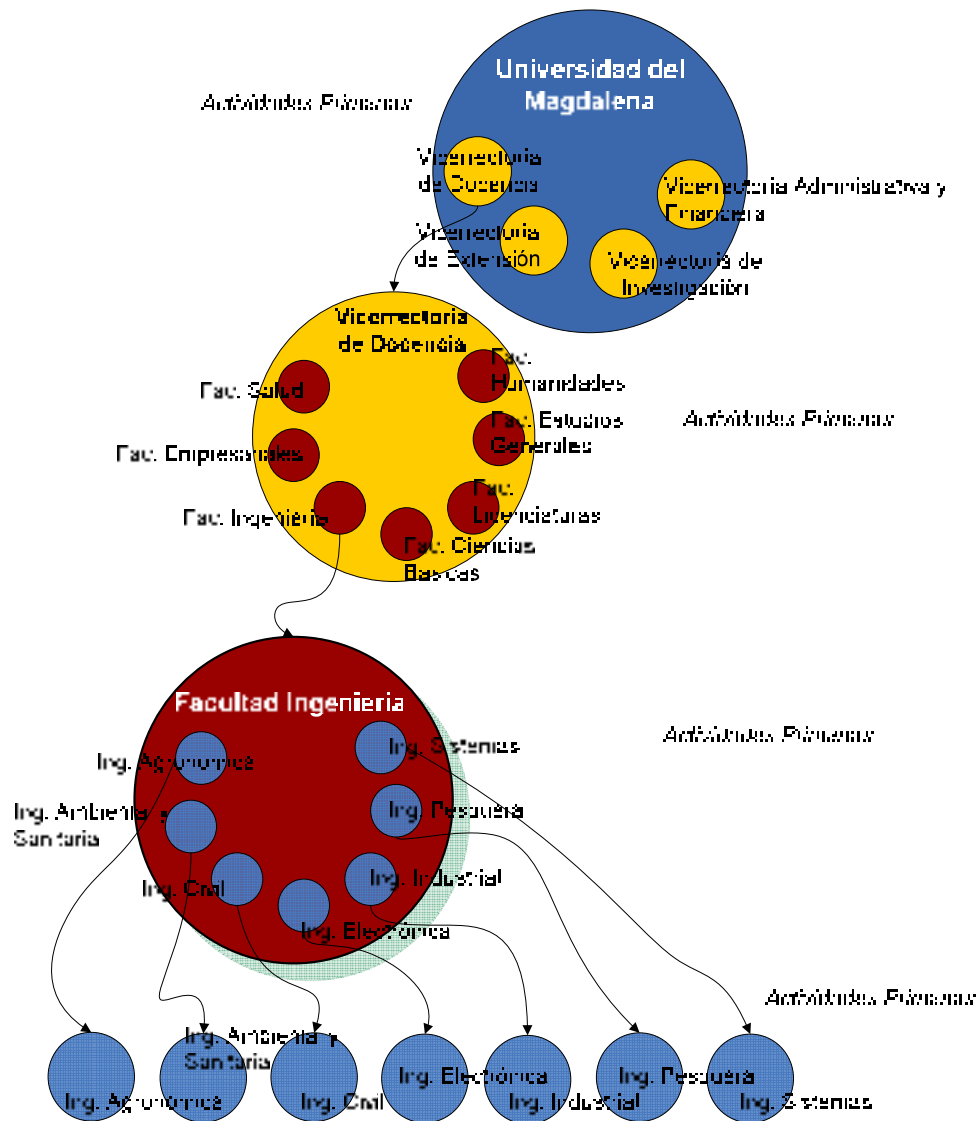 Universidad del
Magdalena
Actividades Primarias
Vicerrectoria
de Docencia
Vicerrectoria Administrativa y
Financiera
Vicerrectoria
de Extensión
Vicerrectoria de
Investigación
Vicerrectoria
de Docencia
Fac.
Humanidades
Fac. Salud
Actividades Primarias
Fac. Estudios
Generales
Fac. Empresariales
Fac.
Licenciaturas
Fac. Ingenieria
Fac. Ciencias
Basicas
Facultad Ingenieria
Actividades Primarias
Ing. Sistemas
Ing. Agronómica
Ing. Ambiental y
Sanitaria
Ing. Pesquera
Ing. Civil
Ing. Industrial
Ing. Electrónica
Actividades Primarias
Ing. Ambiental y
Sanitaria
Ing. Electrónica
Ing. Pesquera
Ing. Agronómica
Ing. Civil
Ing. Industrial
Ing. Sistemas